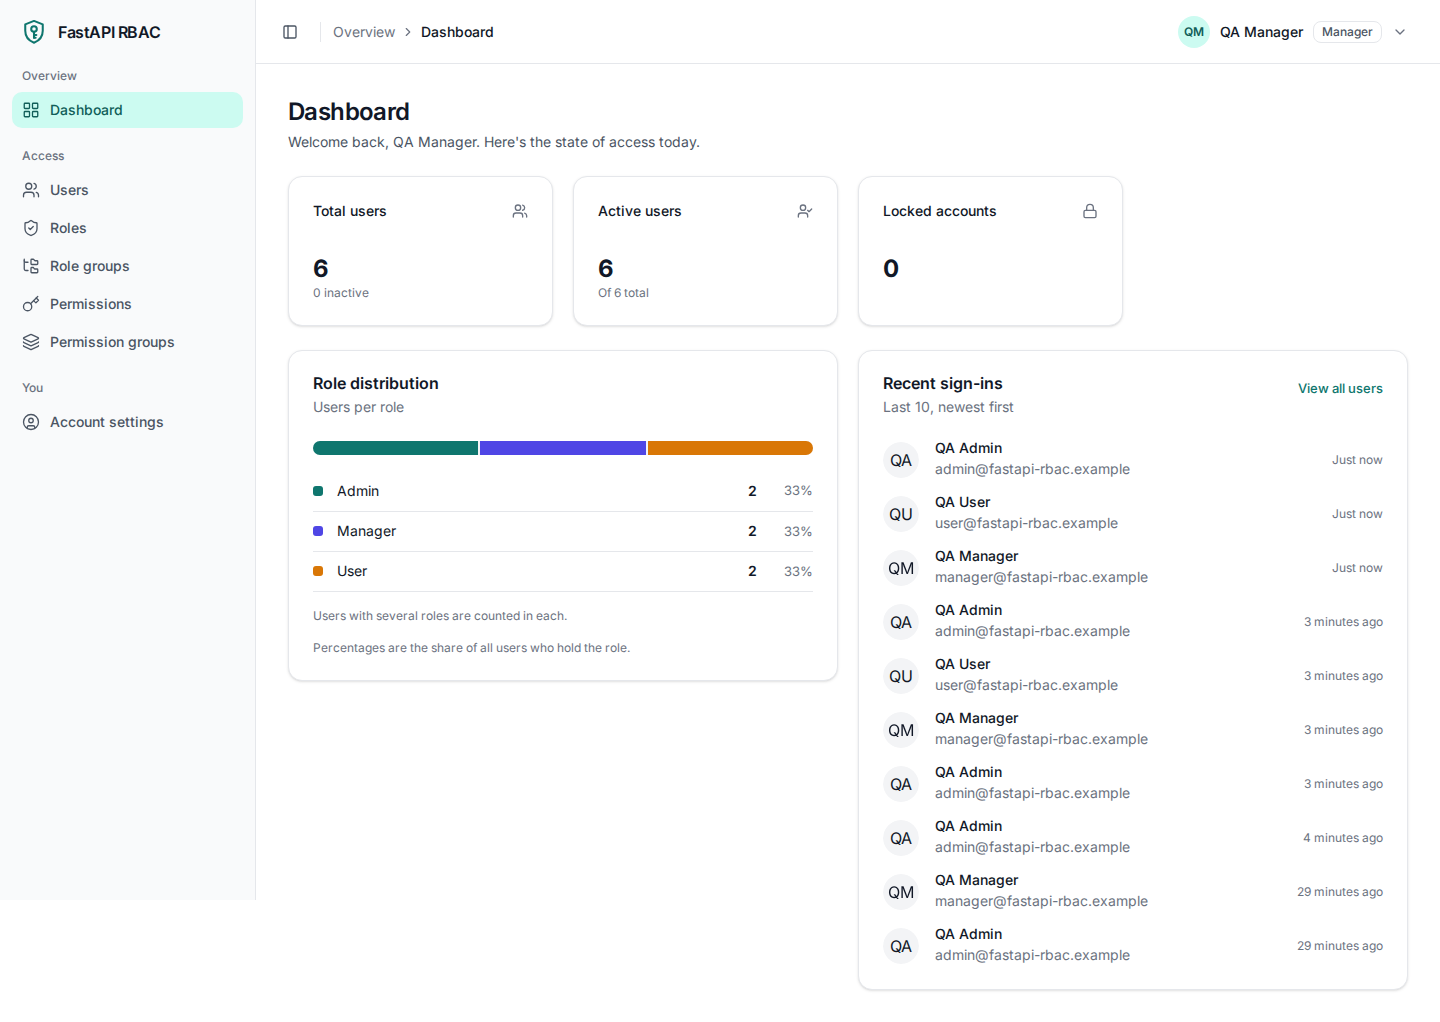 FastAPI RBAC
Overview
Dashboard
Access
Users
Roles
Role groups
Permissions
Permission groups
You
Account settings
Overview > Dashboard
QM QA Manager Manager
Dashboard
Welcome back, QA Manager. Here's the state of access today.
Total users
6
0 inactive
Active users
6
Of 6 total
Locked accounts
0
Role distribution
Users per role
Admin 2 33%
Manager 2 33%
User 2 33%
Users with several roles are counted in each.
Percentages are the share of all users who hold the role.
Recent sign-ins
View all users
Last 10, newest first
QA QA Admin
admin@fastapi-rbac.example
Just now
QU QA User
user@fastapi-rbac.example
Just now
QM QA Manager
manager@fastapi-rbac.example
Just now
QA QA Admin
admin@fastapi-rbac.example
3 minutes ago
QU QA User
user@fastapi-rbac.example
3 minutes ago
QM QA Manager
manager@fastapi-rbac.example
3 minutes ago
QA QA Admin
admin@fastapi-rbac.example
3 minutes ago
QA QA Admin
admin@fastapi-rbac.example
4 minutes ago
QM QA Manager
manager@fastapi-rbac.example
29 minutes ago
QA QA Admin
admin@fastapi-rbac.example
29 minutes ago